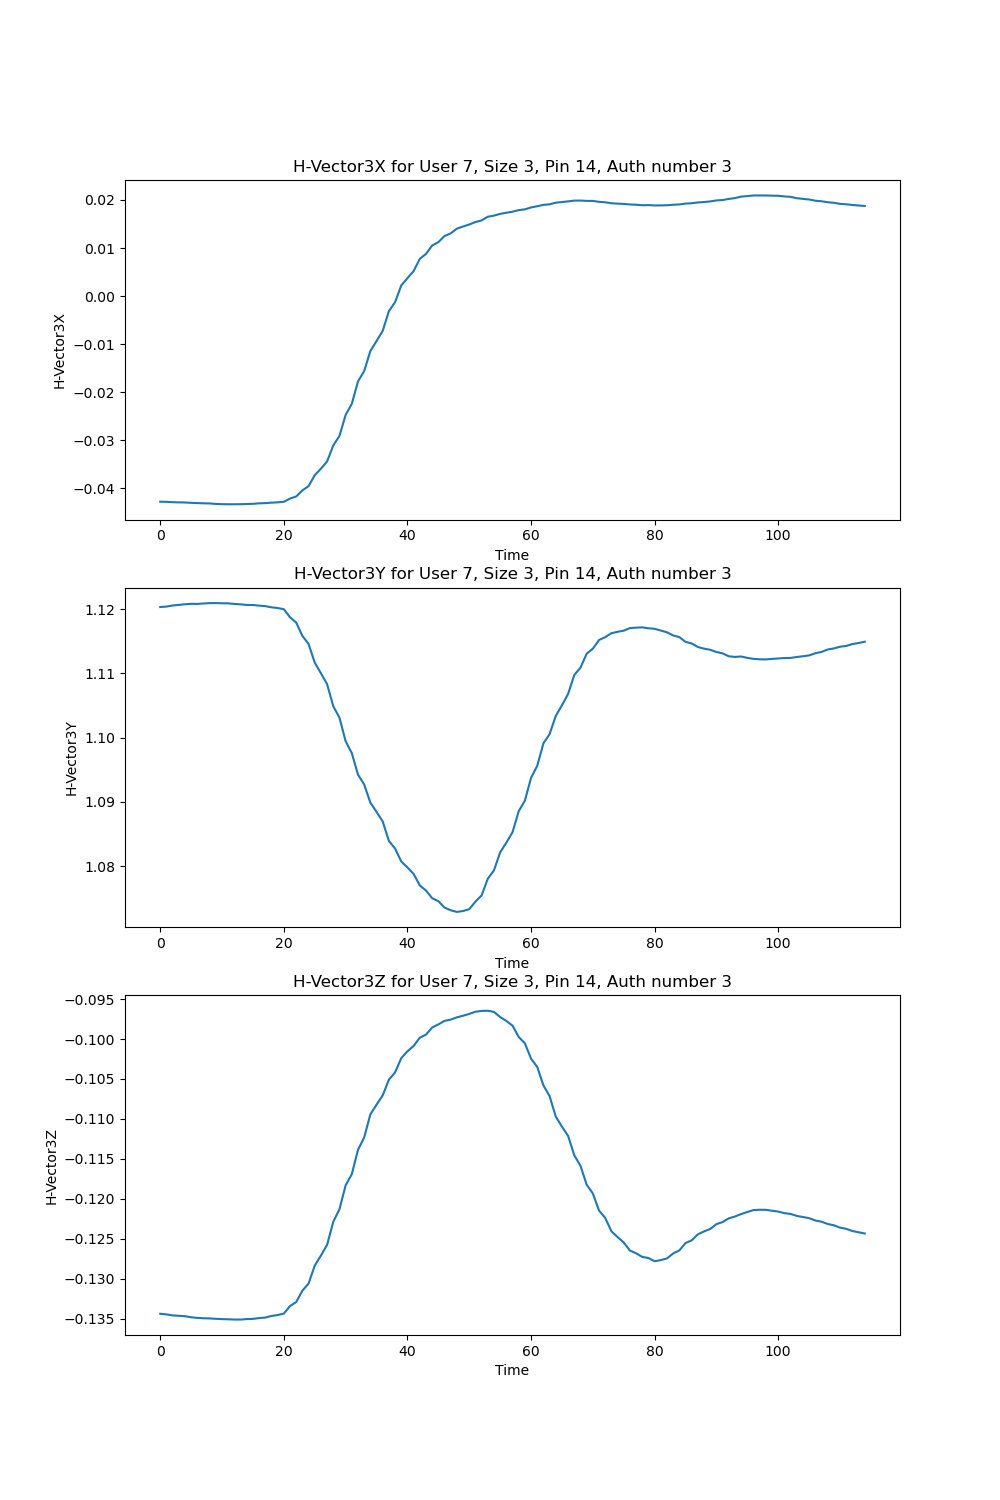 H-Vector3X for User 7, Size 3, Pin 14, Auth number 3
0.02
0.01
0.00
−0.01
−0.02
−0.03
−0.04
H-Vector3X
0 20 40 60 80 100
Time
H-Vector3Y for User 7, Size 3, Pin 14, Auth number 3
1.12
1.11
1.10
1.09
1.08
H-Vector3Y
0 20 40 60 80 100
Time
H-Vector3Z for User 7, Size 3, Pin 14, Auth number 3
−0.095
−0.100
−0.105
−0.110
−0.115
−0.120
−0.125
−0.130
−0.135
H-Vector3Z
0 20 40 60 80 100
Time